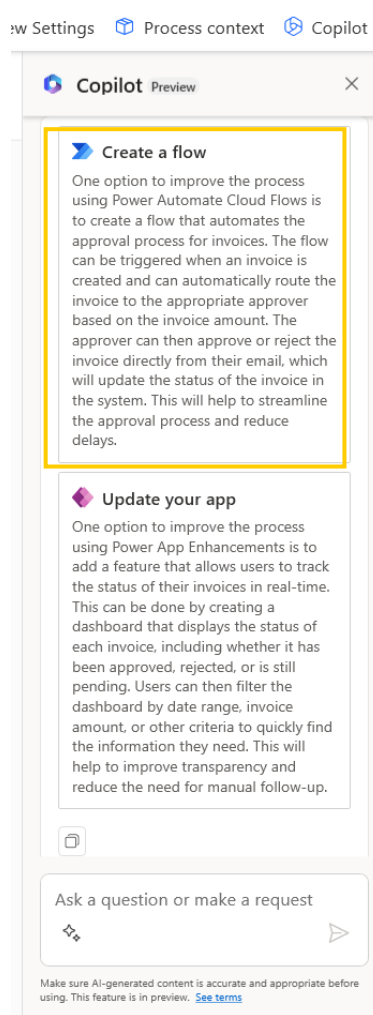 Settings Process context Copilot
Copilot Preview
Create a flow
One option to improve the process
using Power Automate Cloud Flows is
to create a flow that automates the
approval process for invoices. The flow
can be triggered when an invoice is
created and can automatically route the
invoice to the appropriate approver
based on the invoice amount. The
approver can then approve or reject the
invoice directly from their email, which
will update the status of the invoice in
the system. This will help to streamline
the approval process and reduce
delays.
Update your app
One option to improve the process
using Power App Enhancements is to
add a feature that allows users to track
the status of their invoices in real-time.
This can be done by creating a
dashboard that displays the status of
each invoice, including whether it has
been approved, rejected, or is still
pending. Users can then filter the
dashboard by date range, invoice
amount, or other criteria to quickly find
the information they need. This will
help to improve transparency and
reduce the need for manual follow-up.
Ask a question or make a request
Make sure AI-generated content is accurate and appropriate before
using. This feature is in preview. See terms